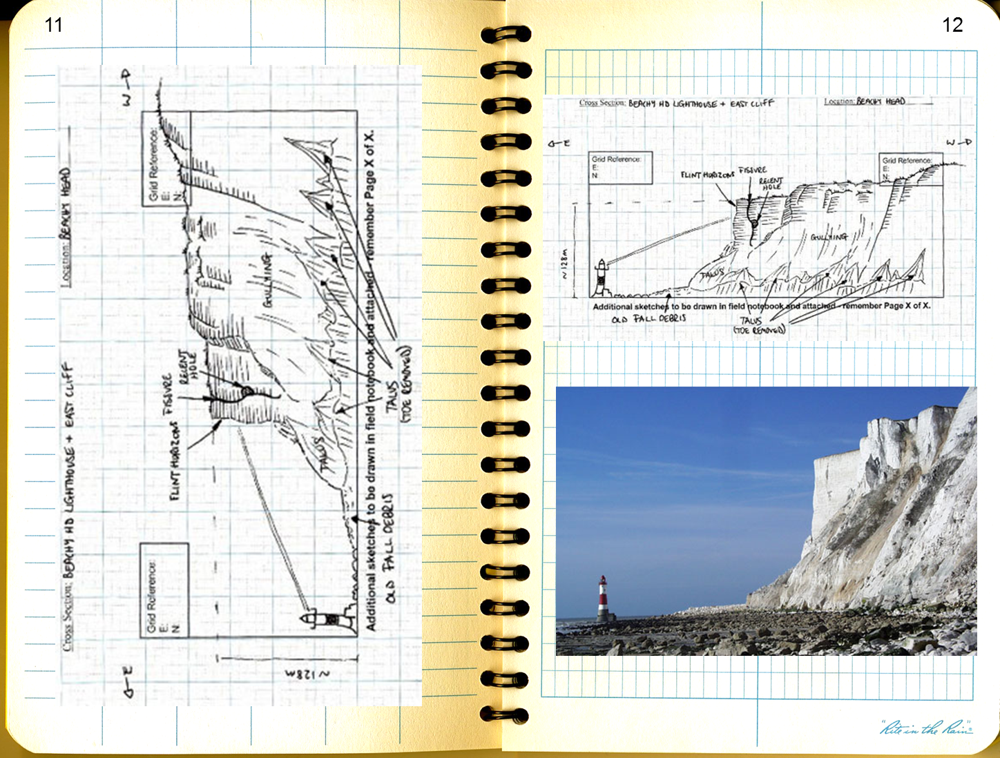 11
Cross Section: BEACHY HD LIGHTHOUSE + EAST CLIFF
Location: BEACHY HEAD
E
W
Grid Reference:
E:
N:
Grid Reference:
E:
N:
FLINT HORIZONS
FISSURE
RECENT
HOLE
GULLYING
TALUS
~128m
Additional sketches to be drawn in field notebook and attached - remember Page X of X.
OLD FALL DEBRIS
TALUS
(TOE REMOVED)
12
Cross Section: BEACHY HD LIGHTHOUSE + EAST CLIFF
Location: BEACHY HEAD
E
W
Grid Reference:
E:
N:
Grid Reference:
E:
N:
FLINT HORIZONS
FISSURE
RECENT
HOLE
GULLYING
TALUS
~128m
Additional sketches to be drawn in field notebook and attached - remember Page X of X.
OLD FALL DEBRIS
TALUS
(TOE REMOVED)
"Rite in the Rain"®